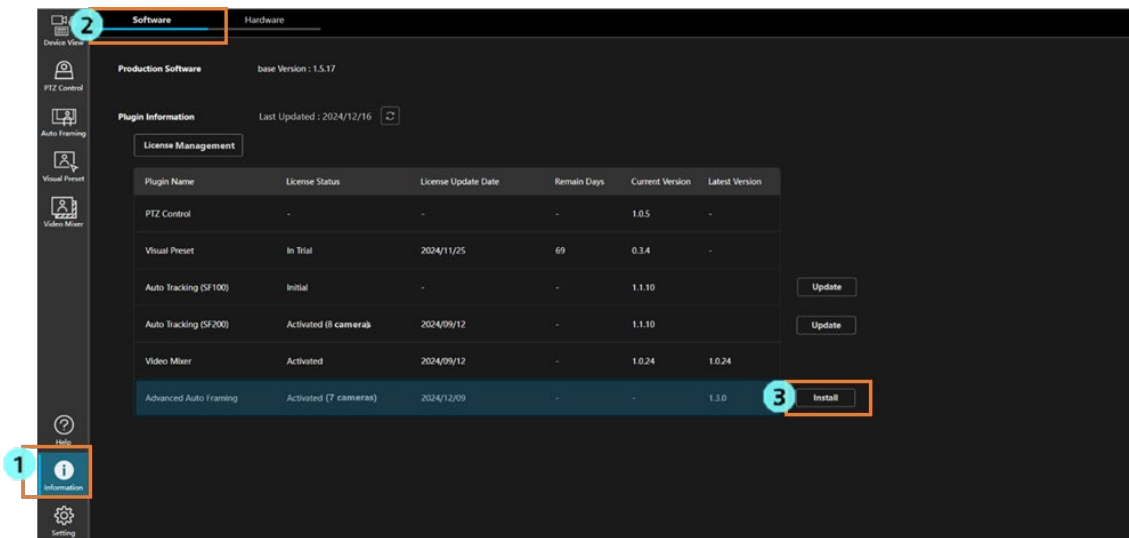 2 Software Hardware
Device View
Production Software base Version : 1.5.17
PTZ Control
Plugin Information Last Updated : 2024/12/16
Auto Framing
License Management
Visual Preset
Plugin Name License Status License Update Date Remain Days Current Version Latest Version
Video Mixer
PTZ Control - - - 1.0.5 -
Visual Preset In Trial 2024/11/25 69 0.3.4 -
Auto Tracking (SF100) Initial - - 1.1.10 Update
Auto Tracking (SF200) Activated (8 cameras) 2024/09/12 - 1.1.10 Update
Video Mixer Activated 2024/09/12 - 1.0.24 1.0.24
Advanced Auto Framing Activated (7 cameras) 2024/12/09 - - 1.3.0 3 Install
Help
1
Information
Setting